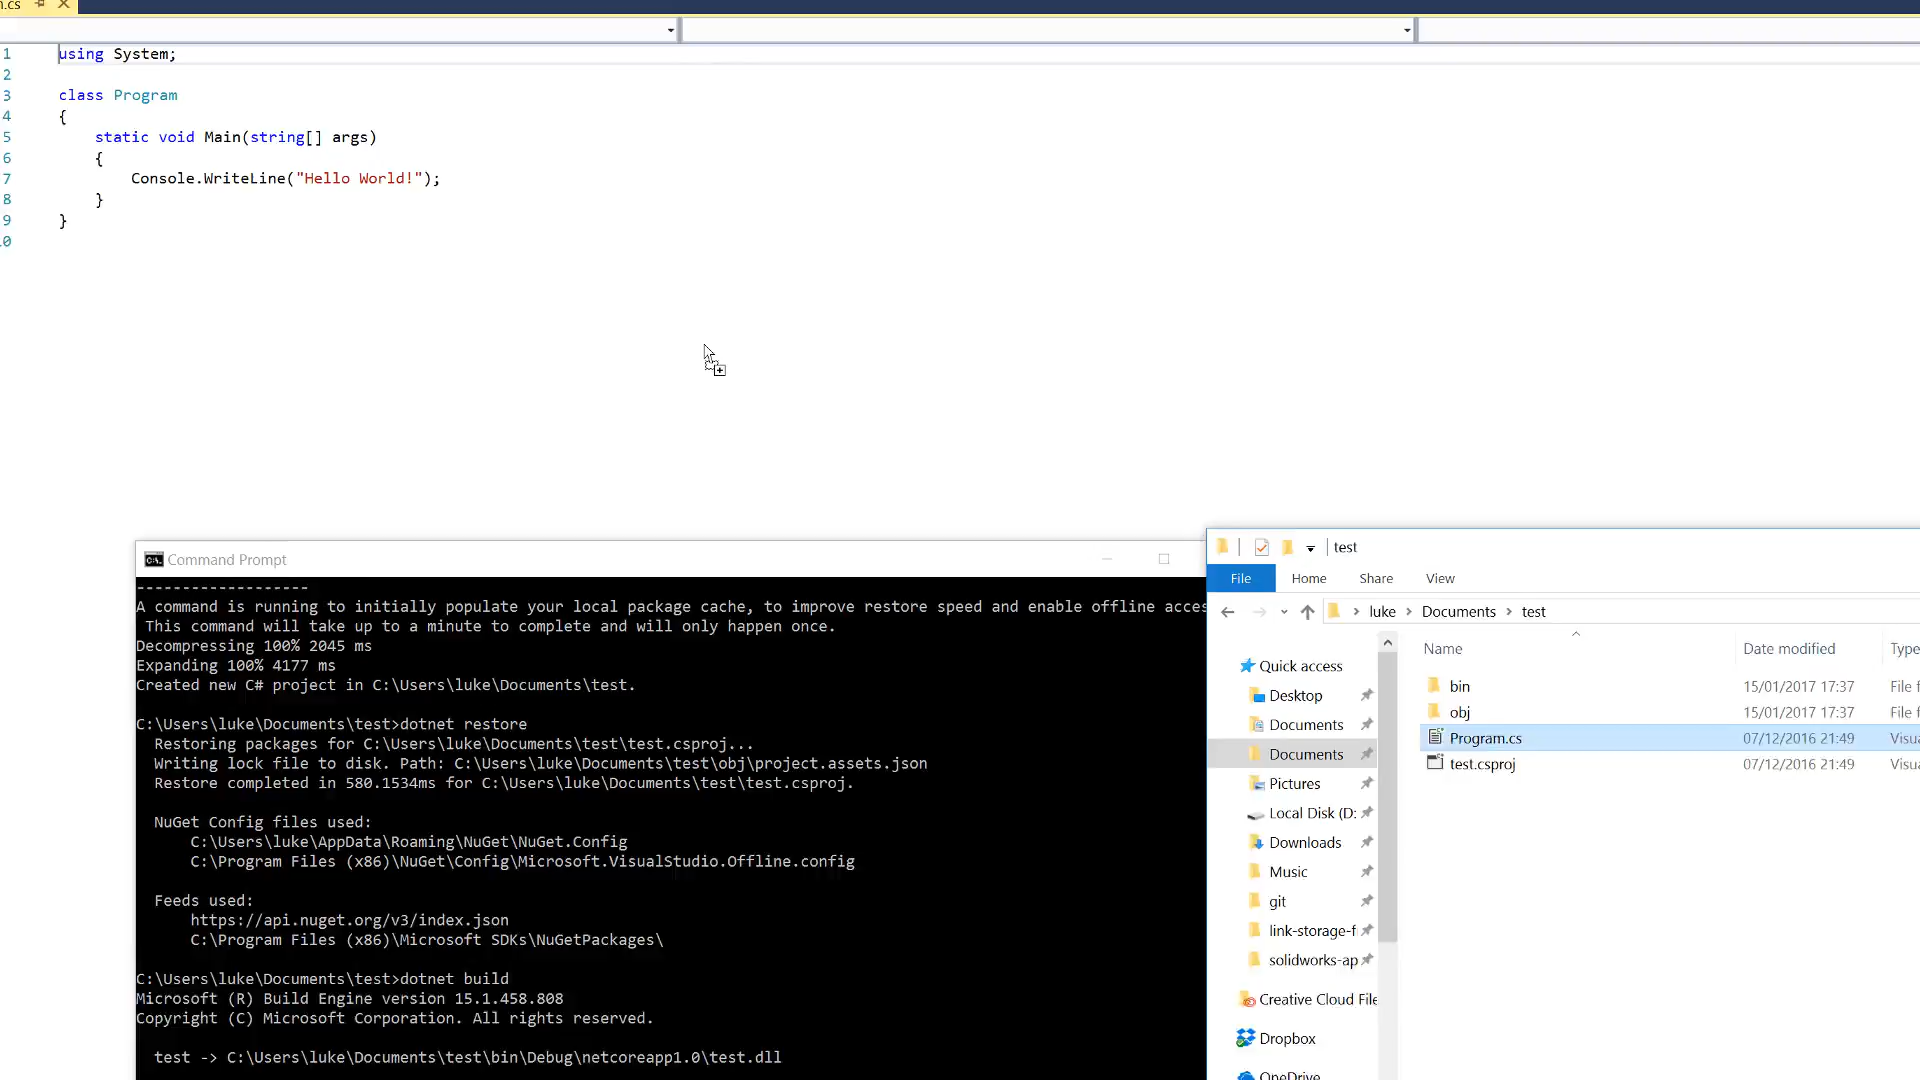 .cs
1 using System;
2
3 class Program
4 {
5 static void Main(string[] args)
6 {
7 Console.WriteLine("Hello World!");
8 }
9 }
0
Command Prompt
-------------------
A command is running to initially populate your local package cache, to improve restore speed and enable offline acces
This command will take up to a minute to complete and will only happen once.
Decompressing 100% 2045 ms
Expanding 100% 4177 ms
Created new C# project in C:\Users\luke\Documents\test.
C:\Users\luke\Documents\test>dotnet restore
Restoring packages for C:\Users\luke\Documents\test\test.csproj...
Writing lock file to disk. Path: C:\Users\luke\Documents\test\obj\project.assets.json
Restore completed in 580.1534ms for C:\Users\luke\Documents\test\test.csproj.
NuGet Config files used:
C:\Users\luke\AppData\Roaming\NuGet\NuGet.Config
C:\Program Files (x86)\NuGet\Config\Microsoft.VisualStudio.Offline.config
Feeds used:
https://api.nuget.org/v3/index.json
C:\Program Files (x86)\Microsoft SDKs\NuGetPackages\
C:\Users\luke\Documents\test>dotnet build
Microsoft (R) Build Engine version 15.1.458.808
Copyright (C) Microsoft Corporation. All rights reserved.
test -> C:\Users\luke\Documents\test\bin\Debug\netcoreapp1.0\test.dll
test
File Home Share View
luke > Documents > test
Quick access
Desktop
Documents
Documents
Pictures
Local Disk (D:
Downloads
Music
git
link-storage-f
solidworks-ap
Creative Cloud File
Dropbox
OneDrive
Name Date modified Type
bin 15/01/2017 17:37 File f
obj 15/01/2017 17:37 File f
Program.cs 07/12/2016 21:49 Visua
test.csproj 07/12/2016 21:49 Visua